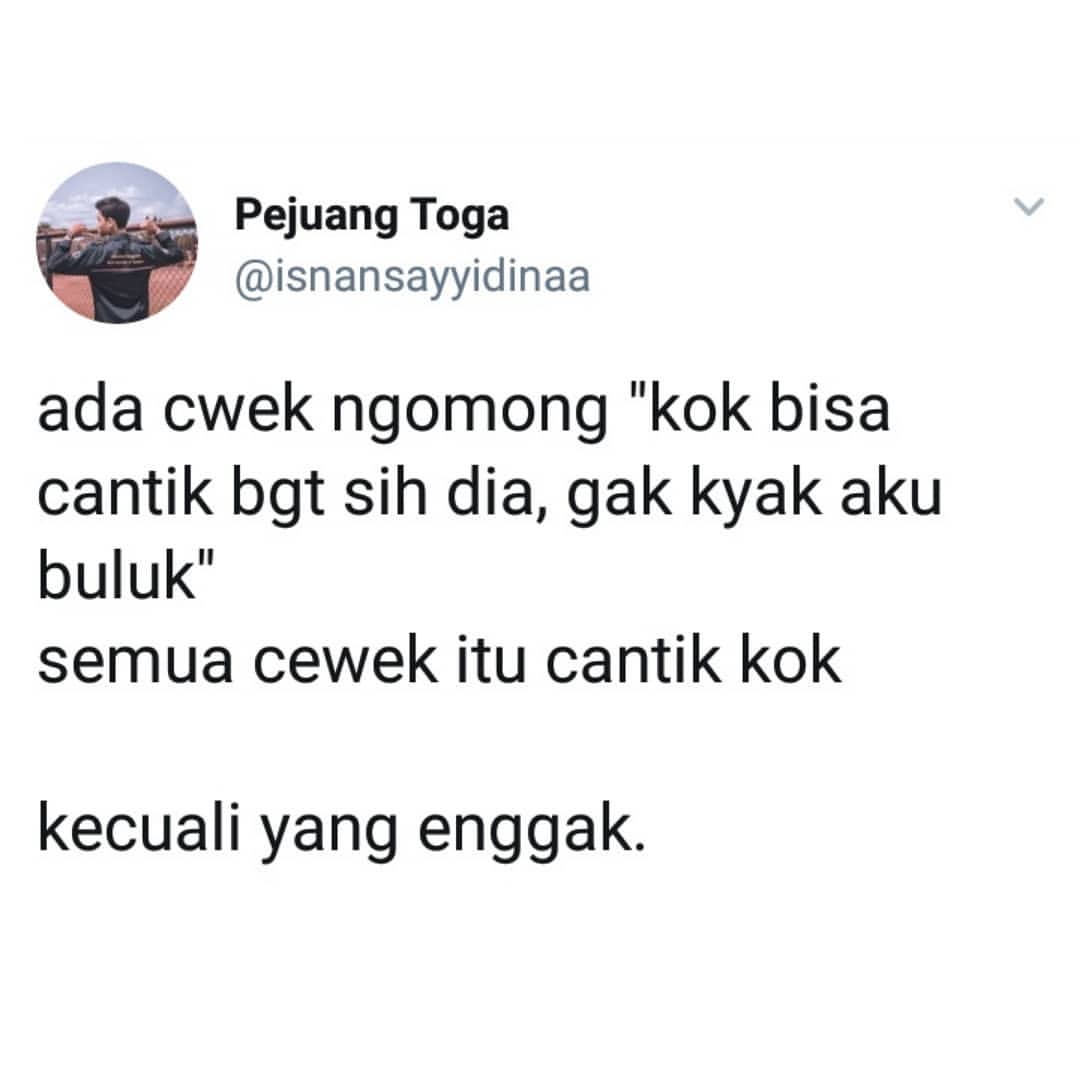 Pejuang Toga
@isnansayyidinaa
ada cwek ngomong "kok bisa
cantik bgt sih dia, gak kyak aku
buluk"
semua cewek itu cantik kok
kecuali yang enggak.